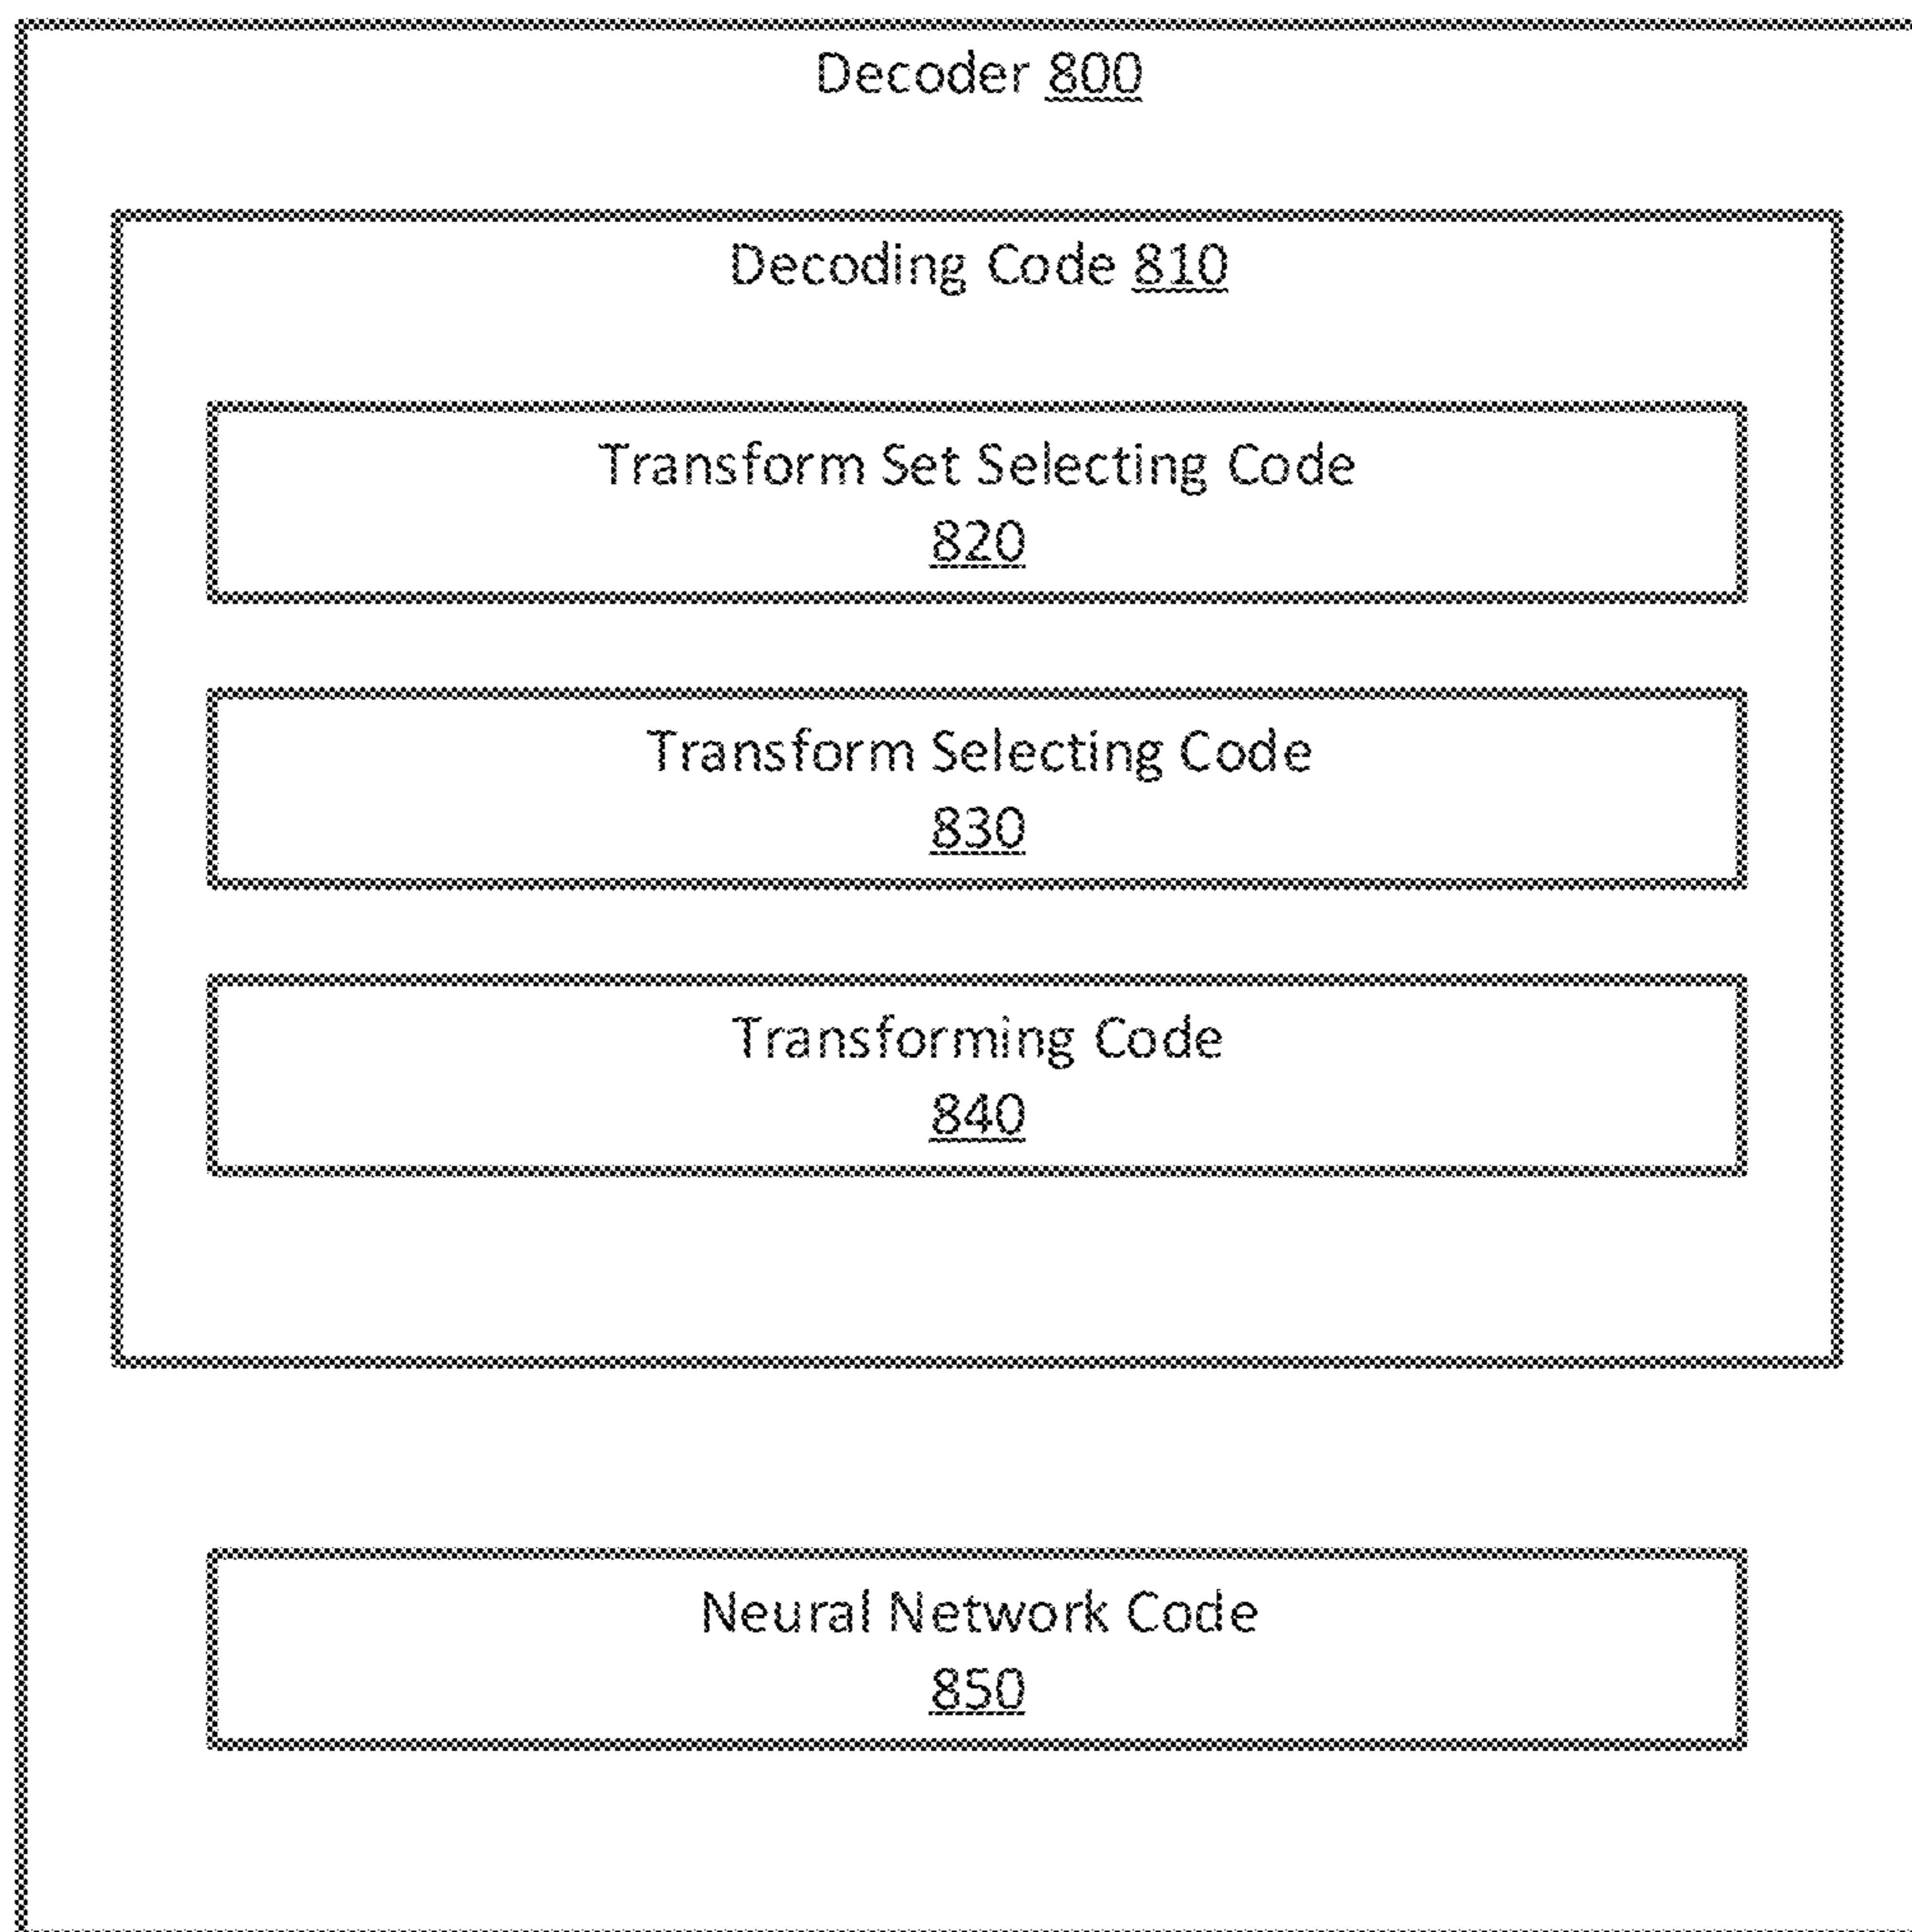 Decoder 800
Decoding Code 810
Transform Set Selecting Code
820
Transform Selecting Code
830
Transforming Code
840
Neural Network Code
850